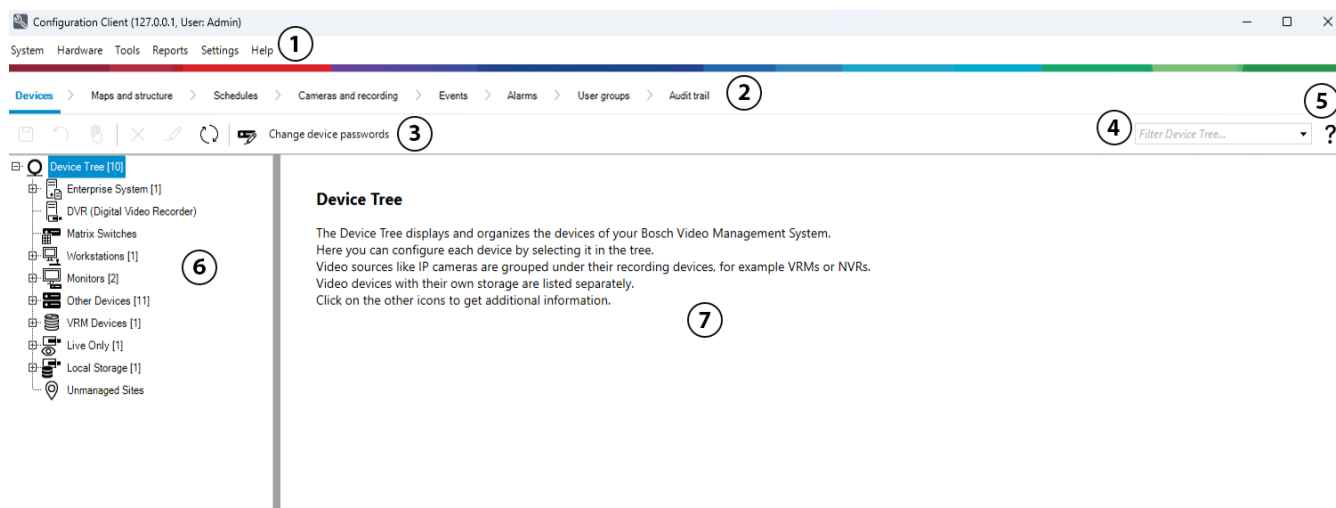 Configuration Client (127.0.0.1, User: Admin)
System Hardware Tools Reports Settings Help 1
Devices Maps and structure Schedules Cameras and recording Events Alarms User groups Audit trail 2
5
Change device passwords 3 4 Filter Device Tree... ?
Device Tree [10]
Enterprise System [1]
DVR (Digital Video Recorder)
Matrix Switches
Workstations [1]
Monitors [2]
Other Devices [11]
VRM Devices [1]
Live Only [1]
Local Storage [1]
Unmanaged Sites
6
Device Tree
The Device Tree displays and organizes the devices of your Bosch Video Management System.
Here you can configure each device by selecting it in the tree.
Video sources like IP cameras are grouped under their recording devices, for example VRMs or NVRs.
Video devices with their own storage are listed separately.
Click on the other icons to get additional information.
7